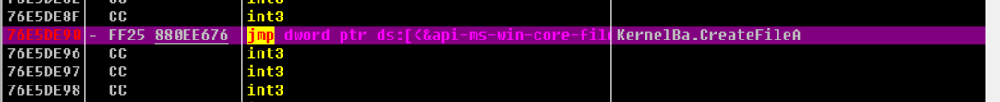 76E5DE8F CC int3
76E5DE90 - FF25 880EE676 jmp dword ptr ds:[<&api-ms-win-core-fil KernelBa.CreateFileA
76E5DE96 CC int3
76E5DE97 CC int3
76E5DE98 CC int3